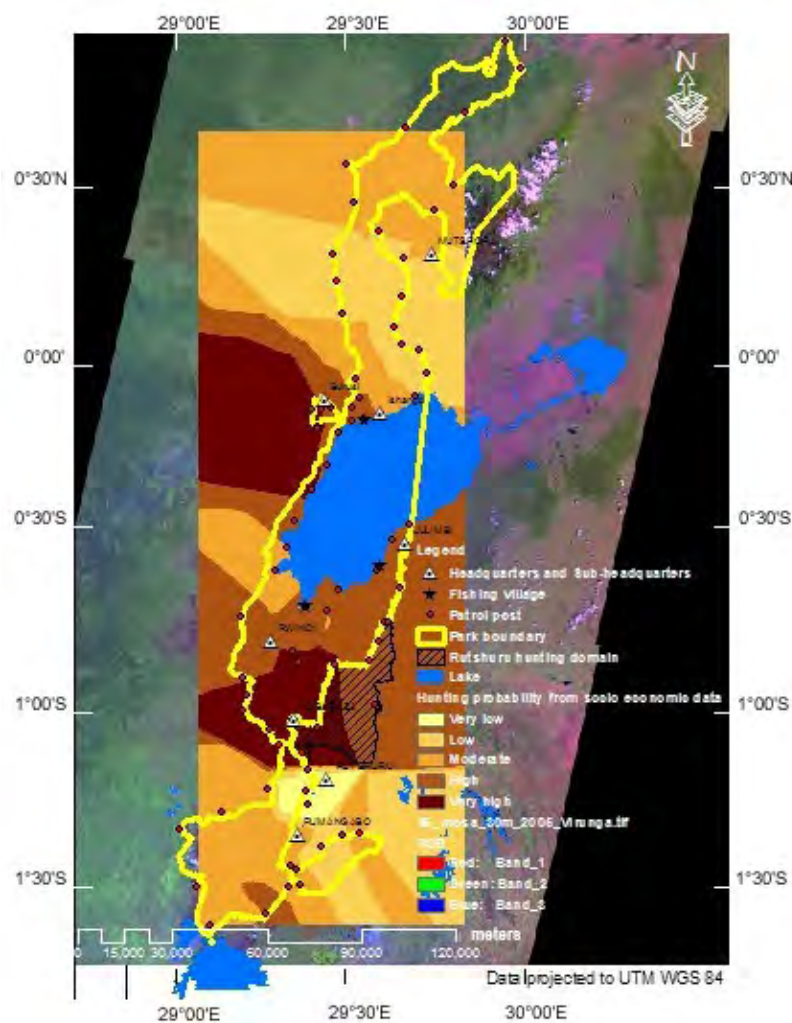 29°00'E 29°30'E 30°00'E
N
0°30'N 0°30'N
0°00' 0°00'
Legend
0°30'S 0°30'S
Headquarters and Sub-headquarters
Fishing village
Patrol post
Park boundary
Rutshuru hunting domain
Lake
Hunting probability from socio economic data
1°00'S 1°00'S
Very low
Low
Moderate
High
Very high
RUMANGABO
Red: Band_1
Green: Band_2
1°30'S 1°30'S
Blue: Band_3
meters
0 15,000 30,000 60,000 90,000 120,000
Data projected to UTM WGS 84
29°00'E 29°30'E 30°00'E